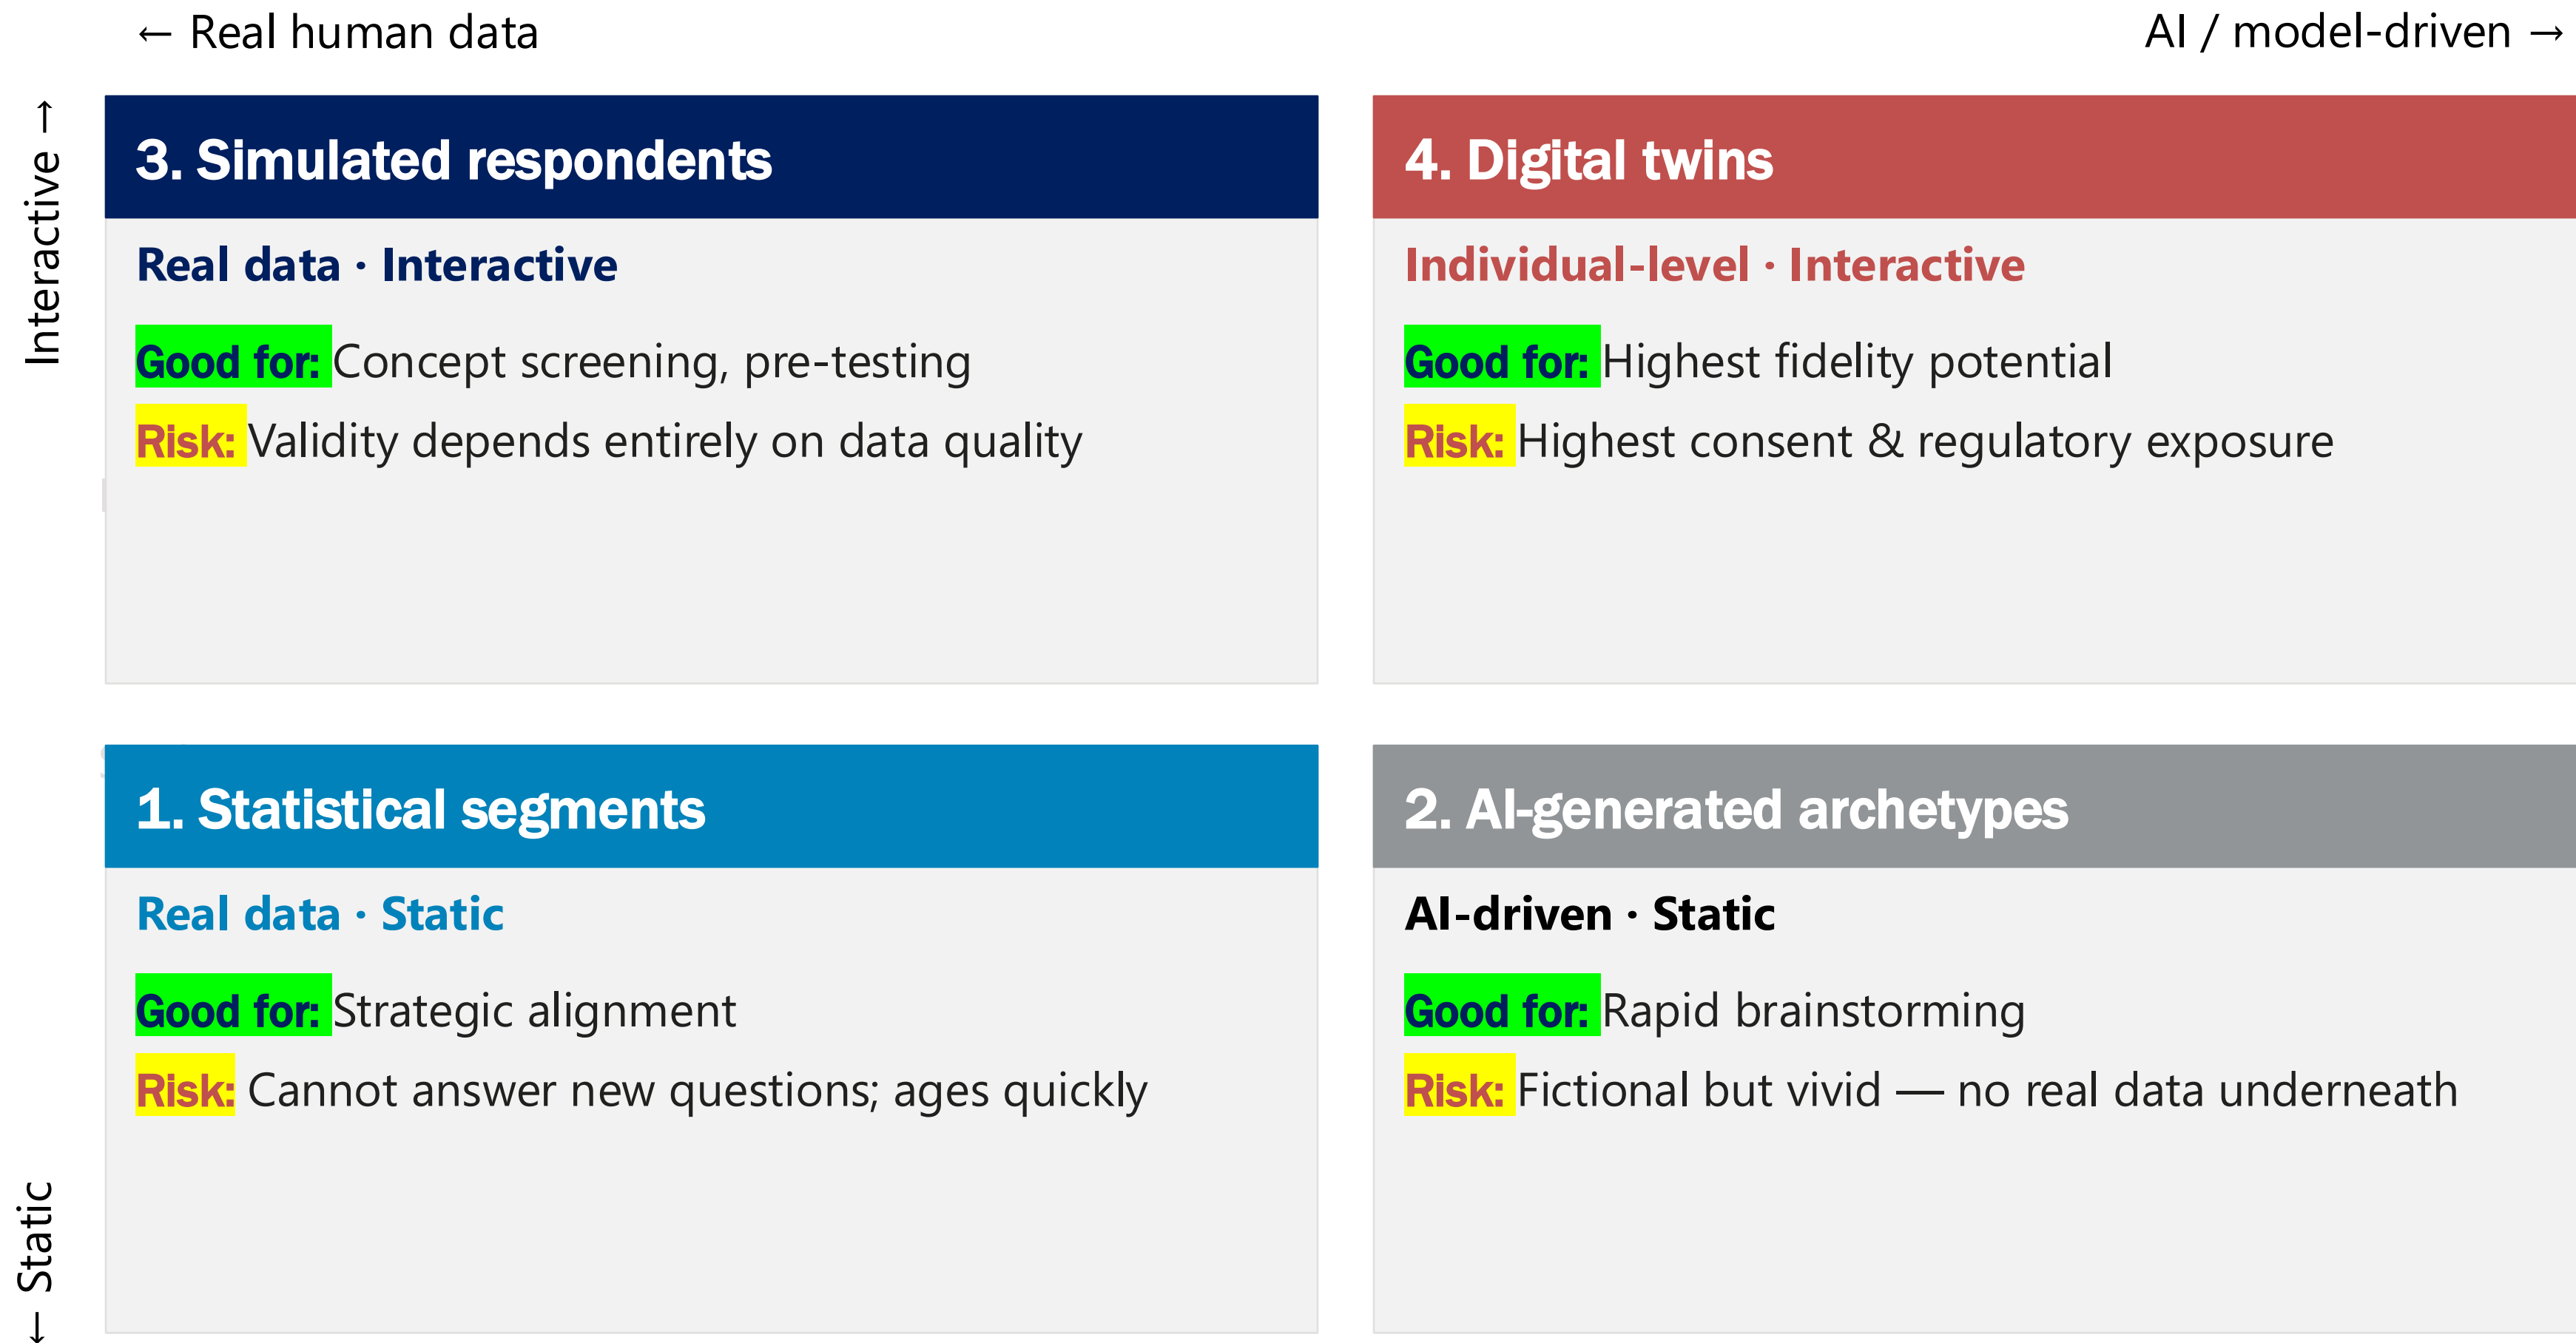 ← Real human data
AI / model-driven →
Interactive →
3. Simulated respondents
Real data · Interactive
Good for: Concept screening, pre-testing
Risk: Validity depends entirely on data quality
4. Digital twins
Individual-level · Interactive
Good for: Highest fidelity potential
Risk: Highest consent & regulatory exposure
← Static
1. Statistical segments
Real data · Static
Good for: Strategic alignment
Risk: Cannot answer new questions; ages quickly
2. AI-generated archetypes
AI-driven · Static
Good for: Rapid brainstorming
Risk: Fictional but vivid — no real data underneath